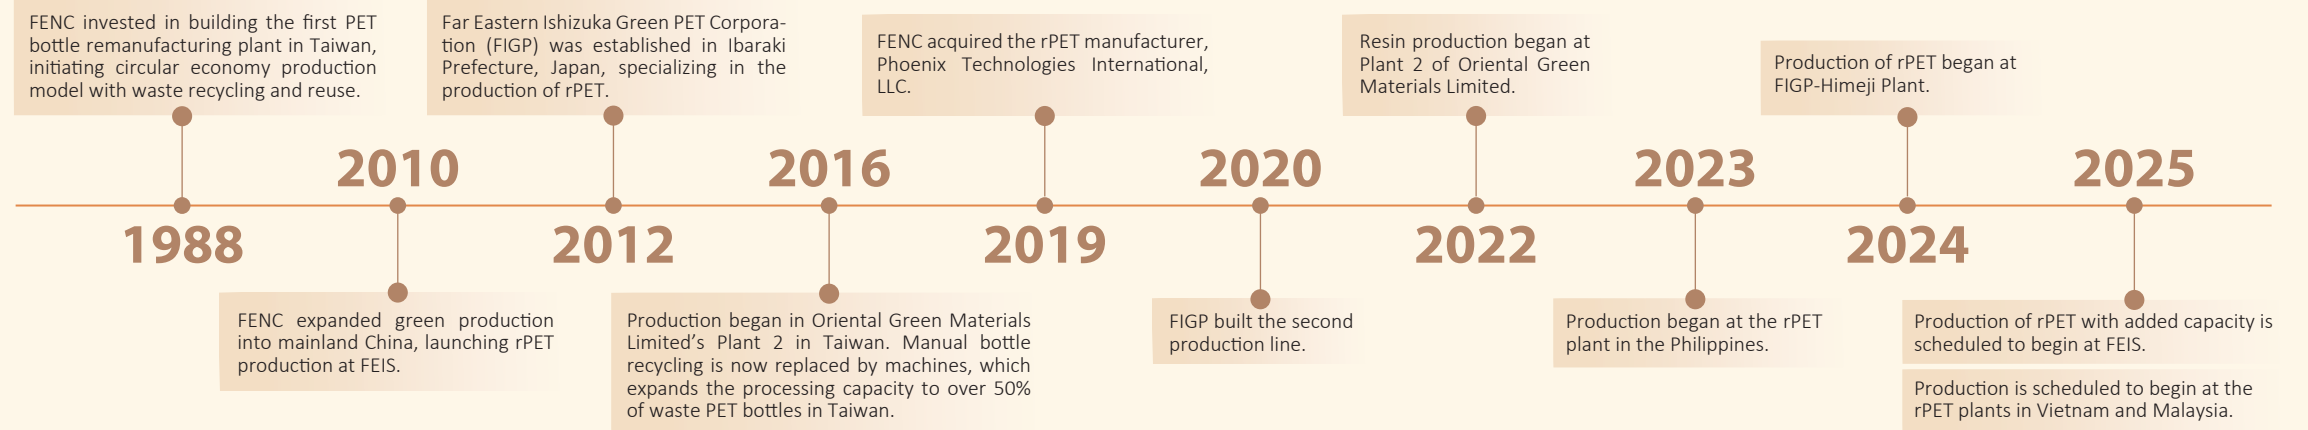 FENC invested in building the first PET
bottle remanufacturing plant in Taiwan,
initiating circular economy production
model with waste recycling and reuse.
1988
2010
FENC expanded green production
into mainland China, launching rPET
production at FEIS.
Far Eastern Ishizuka Green PET Corpora-
tion (FIGP) was established in Ibaraki
Prefecture, Japan, specializing in the
production of rPET.
2012
2016
Production began in Oriental Green Materials
Limited's Plant 2 in Taiwan. Manual bottle
recycling is now replaced by machines, which
expands the processing capacity to over 50%
of waste PET bottles in Taiwan.
FENC acquired the rPET manufacturer,
Phoenix Technologies International,
LLC.
2019
2020
FIGP built the second
production line.
Resin production began at
Plant 2 of Oriental Green
Materials Limited.
2022
2023
Production began at the rPET
plant in the Philippines.
Production of rPET began at
FIGP-Himeji Plant.
2024
2025
Production of rPET with added capacity is
scheduled to begin at FEIS.
Production is scheduled to begin at the
rPET plants in Vietnam and Malaysia.